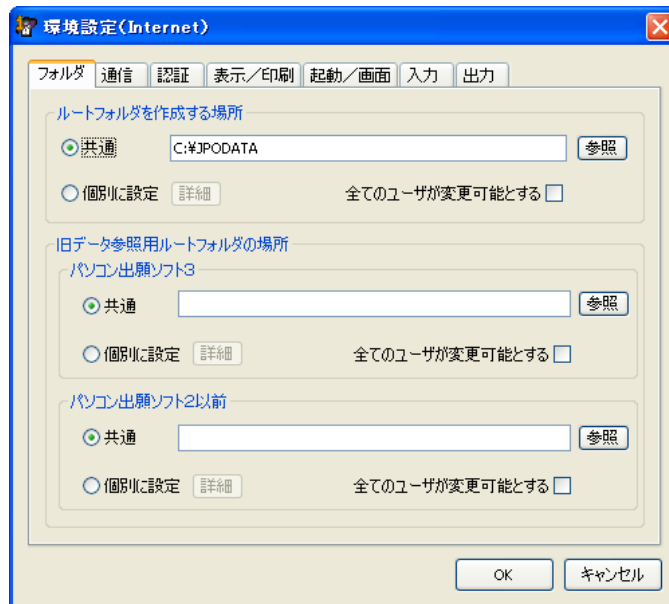 環境設定(Internet)
フォルダ 通信 認証 表示／印刷 起動／画面 入力 出力
ルートフォルダを作成する場所
共通 C:¥JPODATA 参照
個別に設定 詳細 全てのユーザが変更可能とする
旧データ参照用ルートフォルダの場所
パソコン出願ソフト3
共通 参照
個別に設定 詳細 全てのユーザが変更可能とする
パソコン出願ソフト2以前
共通 参照
個別に設定 詳細 全てのユーザが変更可能とする
OK キャンセル